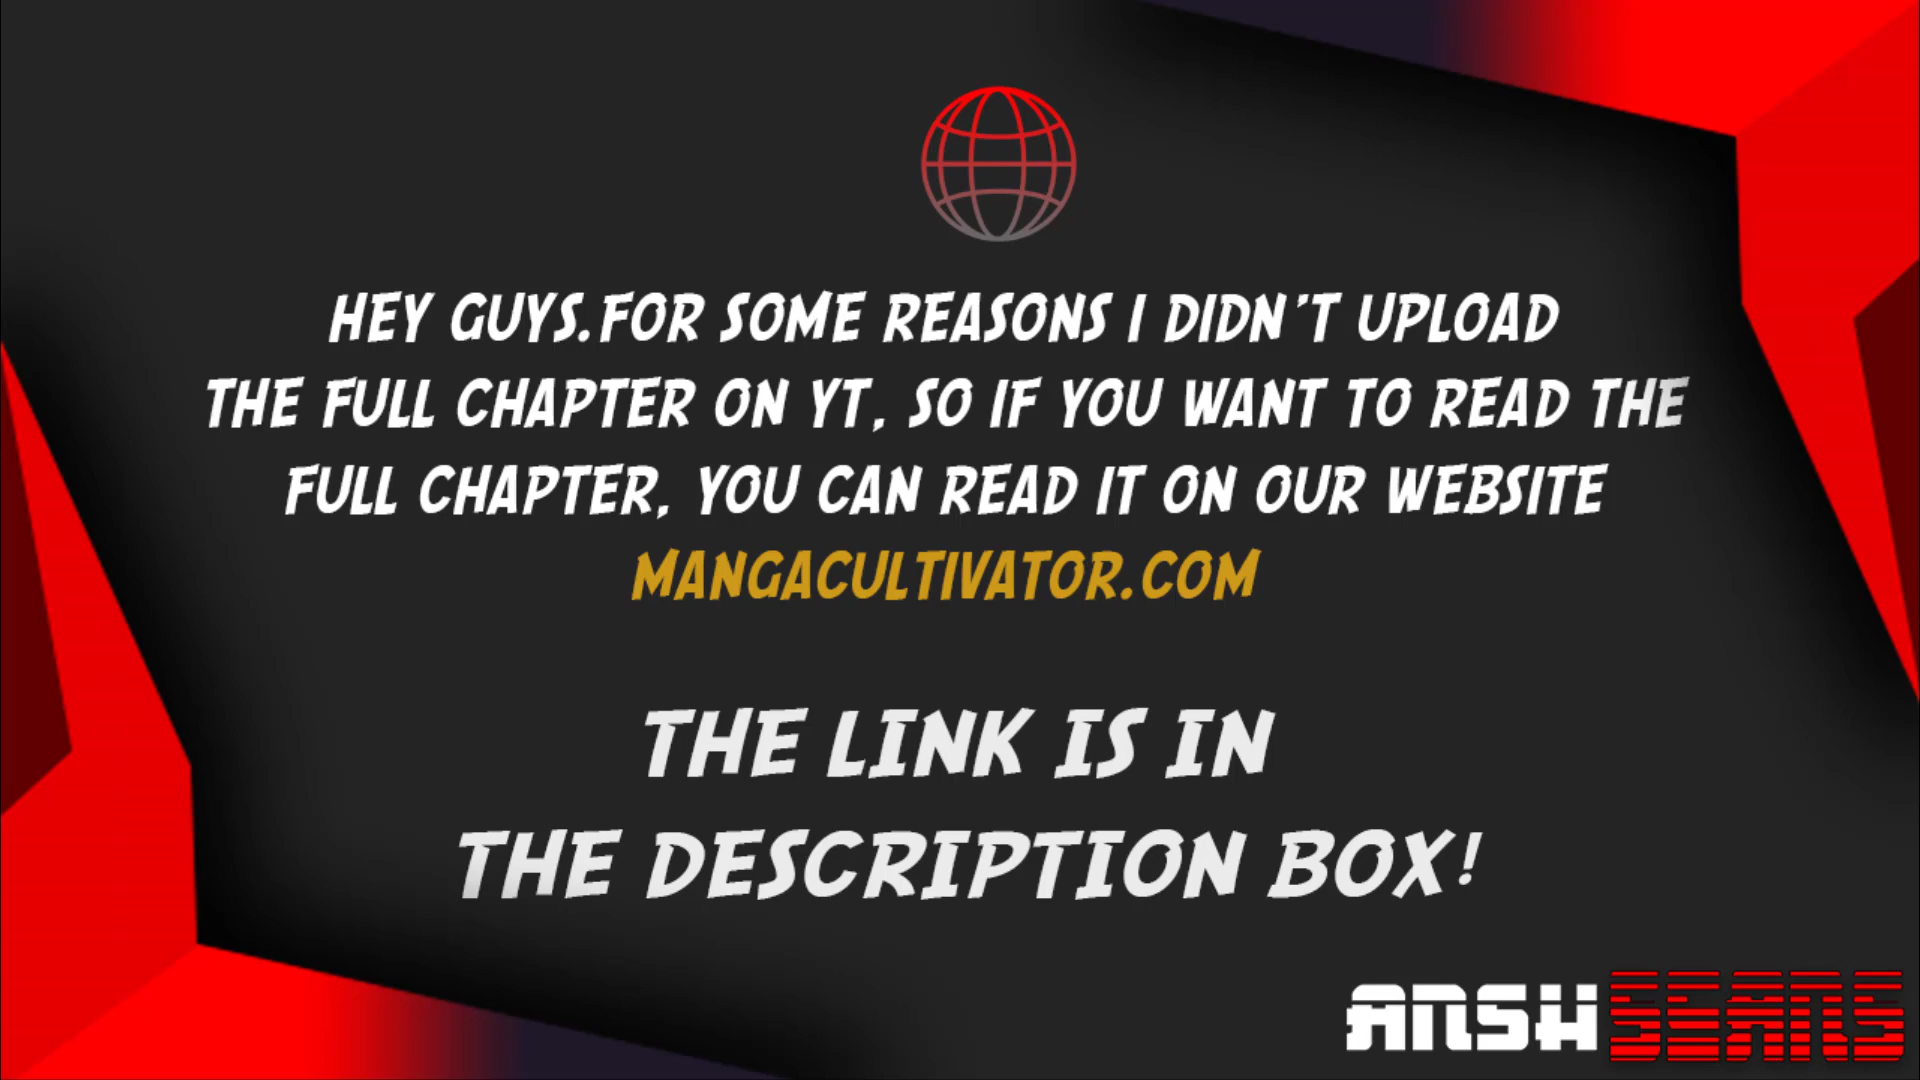 HEY GUYS.FOR SOME REASONS I DIDN'T UPLOAD
THE FULL CHAPTER ON YT, SO IF YOU WANT TO READ THE
FULL CHAPTER, YOU CAN READ IT ON OUR WEBSITE
MANGACULTIVATOR.COM
THE LINK IS IN
THE DESCRIPTION BOX!
ANSH SCANS